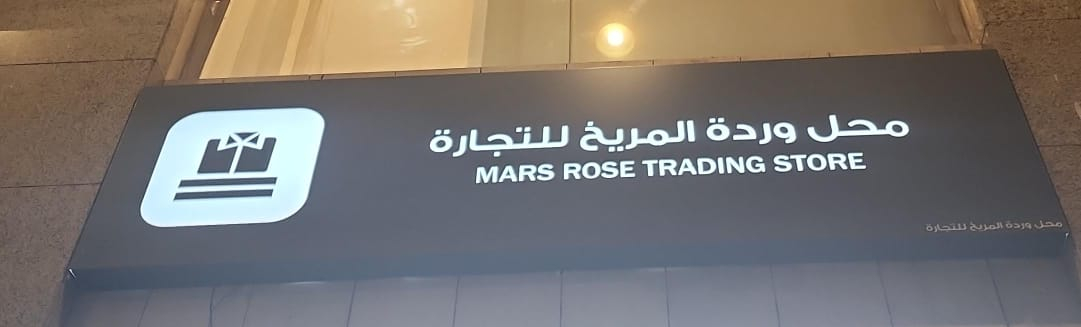 محل وردة المريخ للتجارة
MARS ROSE TRADING STORE
محل وردة المريخ للتجارة